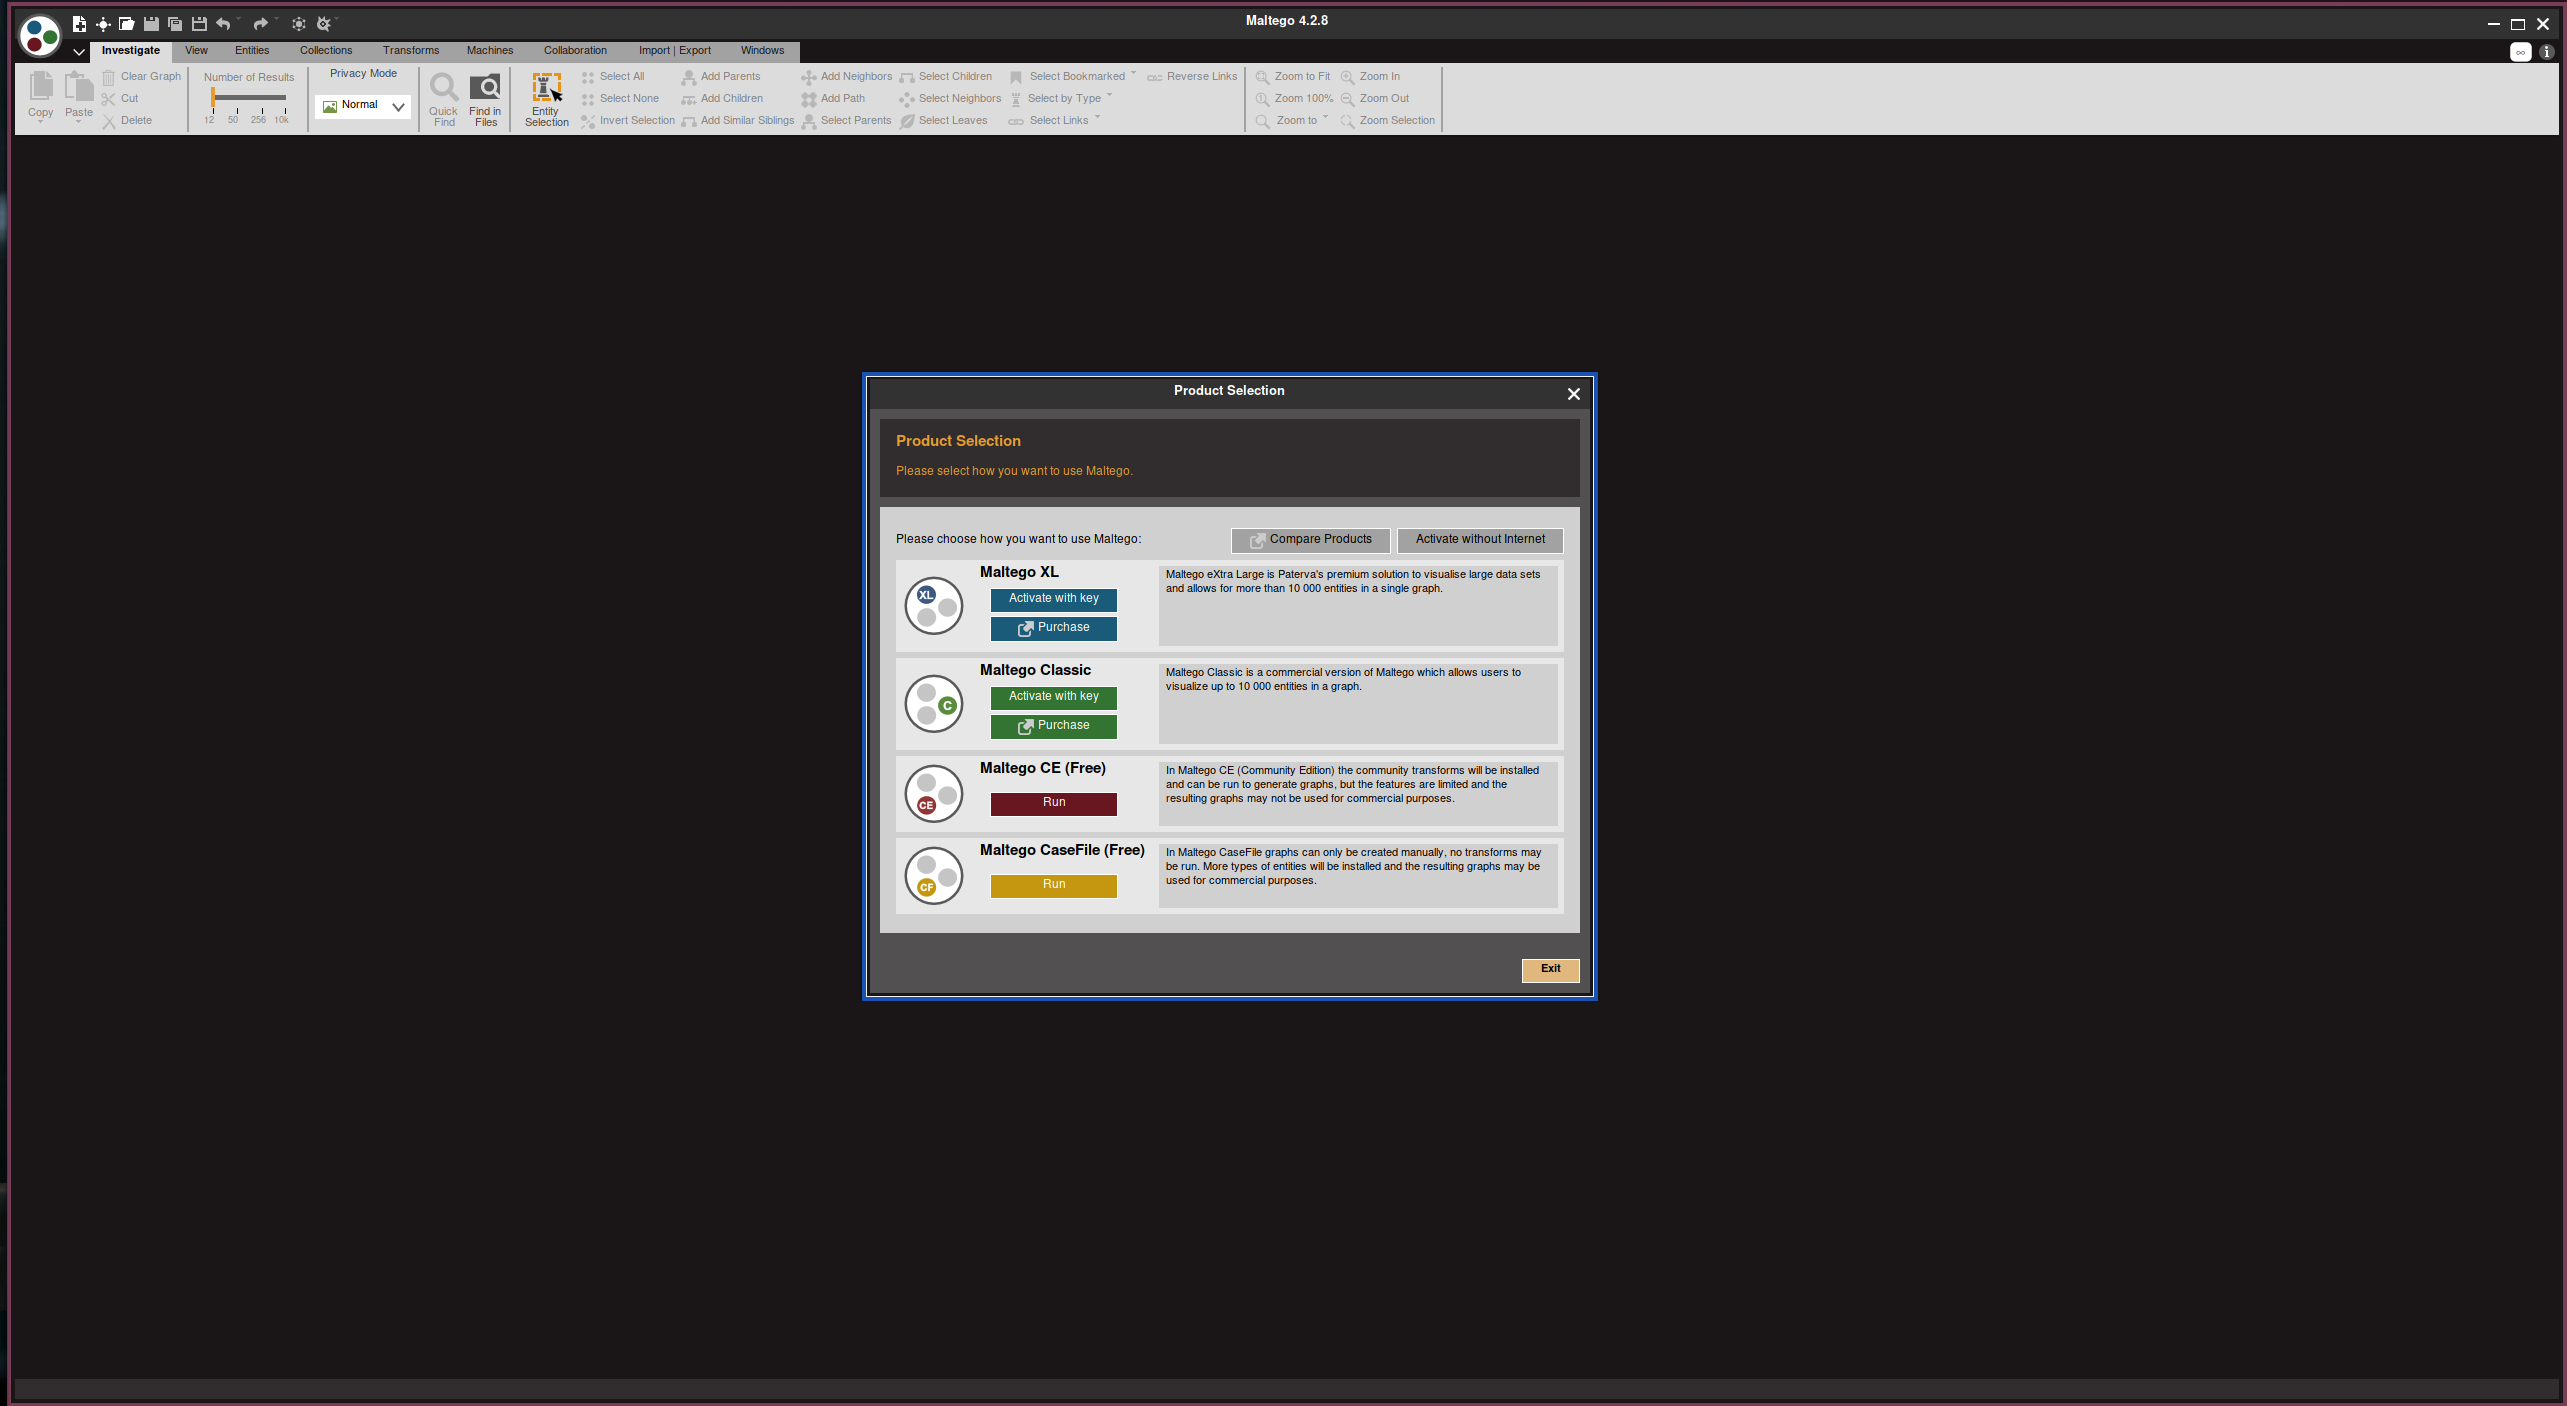 Maltego 4.2.8
Investigate View Entities Collections Transforms Machines Collaboration Import | Export Windows
Copy
Paste
Clear Graph
Cut
Delete
Number of Results
12 50 256 10k
Privacy Mode
Normal
Quick
Find
Find in
Files
Entity
Selection
Select All
Select None
Invert Selection
Add Parents
Add Children
Add Similar Siblings
Add Neighbors
Add Path
Select Parents
Select Children
Select Neighbors
Select Leaves
Select Bookmarked
Select by Type
Select Links
Reverse Links
Zoom to Fit
Zoom 100%
Zoom to
Zoom In
Zoom Out
Zoom Selection
Product Selection
Product Selection
Please select how you want to use Maltego.
Please choose how you want to use Maltego:
Compare Products
Activate without Internet
XL
Maltego XL
Activate with key
Purchase
Maltego eXtra Large is Paterva's premium solution to visualise large data sets
and allows for more than 10 000 entities in a single graph.
C
Maltego Classic
Activate with key
Purchase
Maltego Classic is a commercial version of Maltego which allows users to
visualize up to 10 000 entities in a graph.
CE
Maltego CE (Free)
Run
In Maltego CE (Community Edition) the community transforms will be installed
and can be run to generate graphs, but the features are limited and the
resulting graphs may not be used for commercial purposes.
CF
Maltego CaseFile (Free)
Run
In Maltego CaseFile graphs can only be created manually, no transforms may
be run. More types of entities will be installed and the resulting graphs may be
used for commercial purposes.
Exit